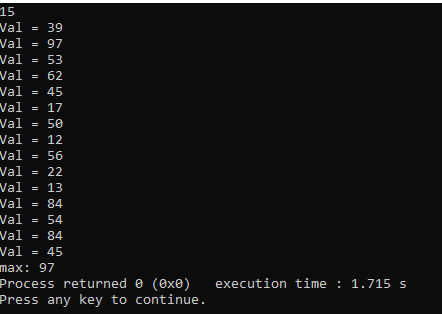 15
Val = 39
Val = 97
Val = 53
Val = 62
Val = 45
Val = 17
Val = 50
Val = 12
Val = 56
Val = 22
Val = 13
Val = 84
Val = 54
Val = 84
Val = 45
max: 97
Process returned 0 (0x0)   execution time : 1.715 s
Press any key to continue.